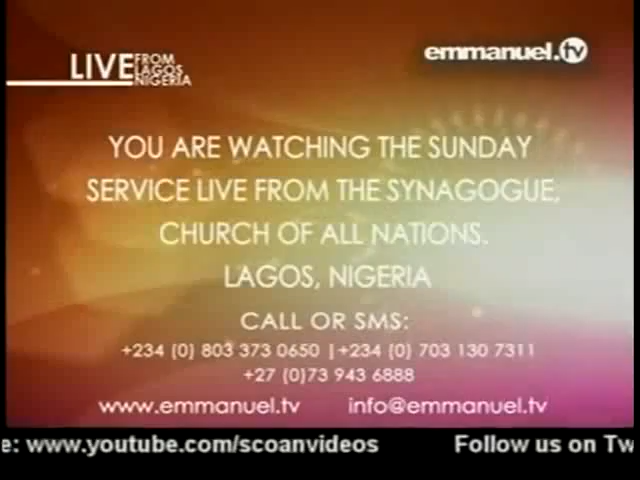 LIVE FROM LAGOS NIGERIA
emmanuel.tv
YOU ARE WATCHING THE SUNDAY
SERVICE LIVE FROM THE SYNAGOGUE,
CHURCH OF ALL NATIONS.
LAGOS, NIGERIA
CALL OR SMS:
+234 (0) 803 373 0650 |+234 (0) 703 130 7311
+27 (0)73 943 6888
www.emmanuel.tv info@emmanuel.tv
e: www.youtube.com/scoanvideos Follow us on Tw